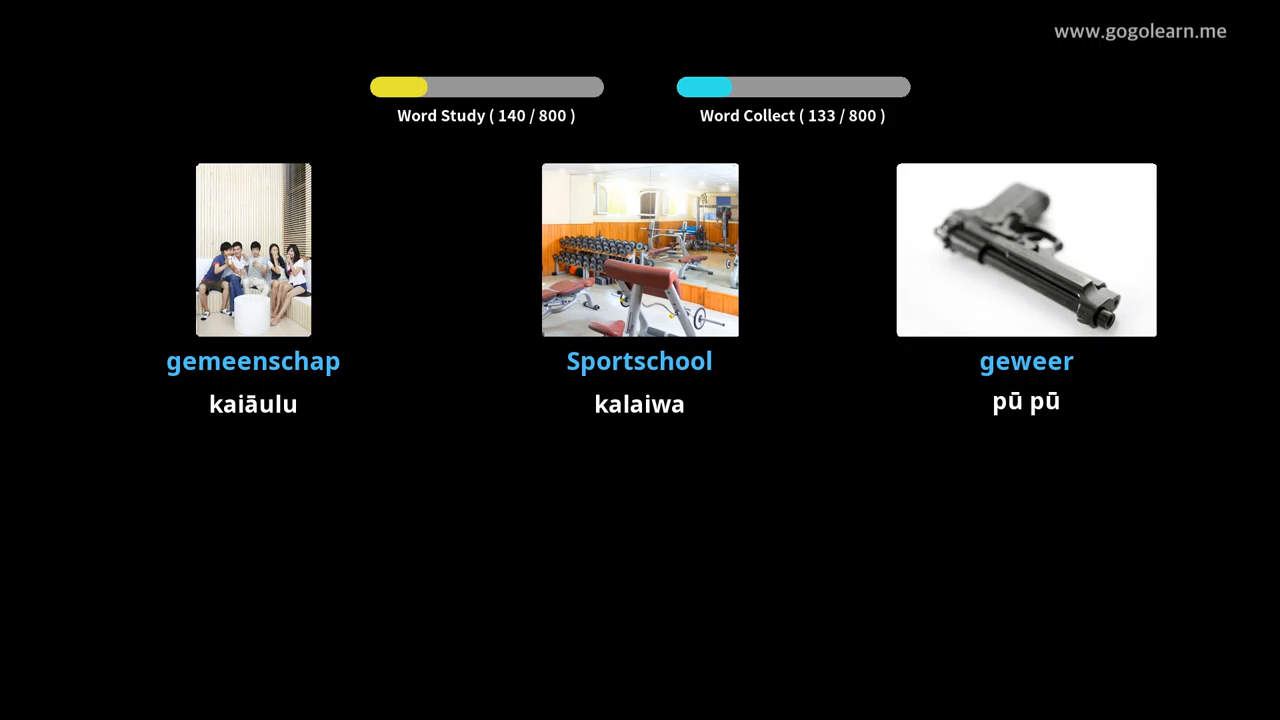 www.gogolearn.me
Word Study ( 140 / 800 )
Word Collect ( 133 / 800 )
gemeenschap
Sportschool
geweer
kaiāulu
kalaiwa
pū pū